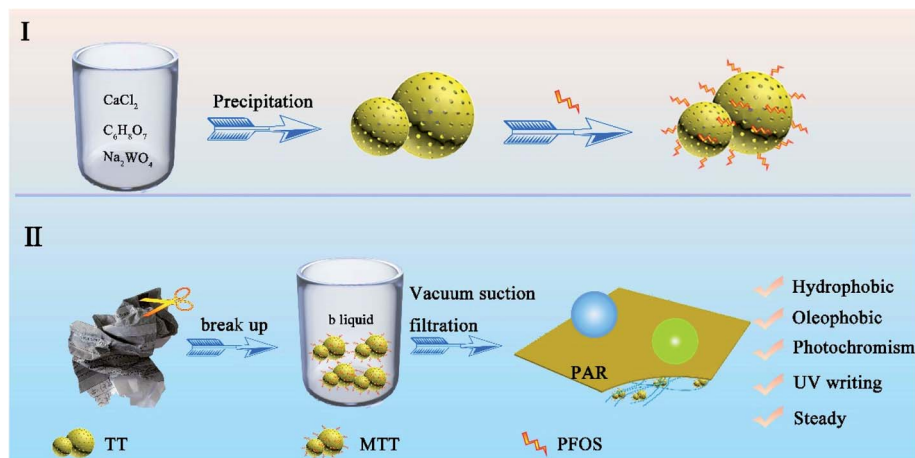 I
CaCl₂
C₆H₈O₇
Na₂WO₄
Precipitation
II
break up
b liquid
Vacuum suction
filtration
PAR
Hydrophobic
Oleophobic
Photochromism
UV writing
Steady
TT
MTT
PFOS